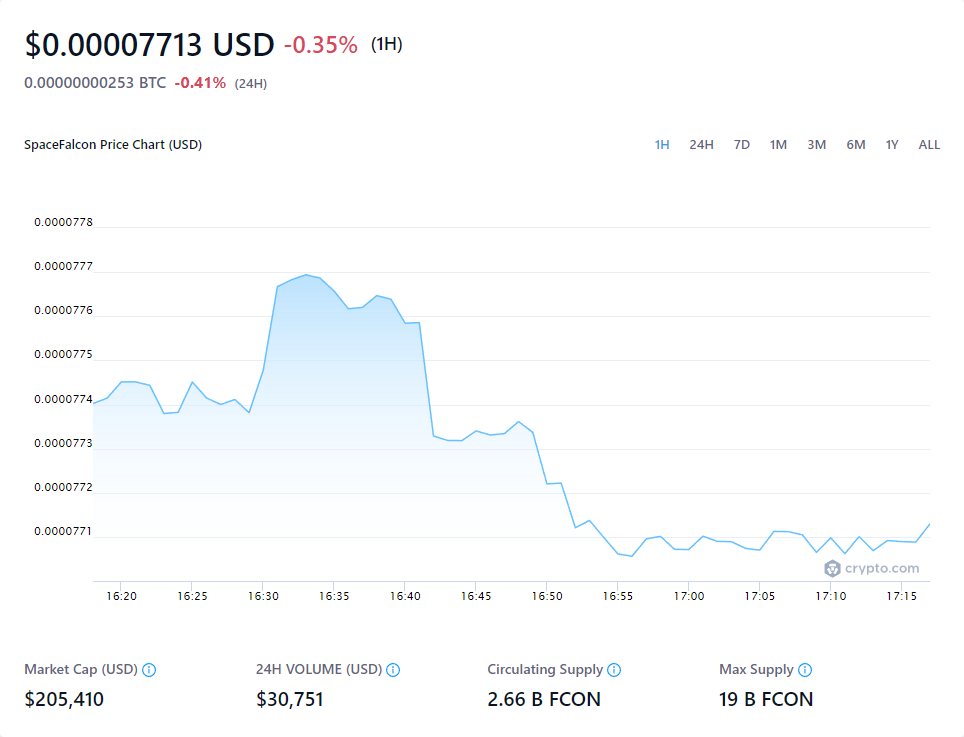 $0.00007713 USD -0.35% (1H)
0.00000000253 BTC -0.41% (24H)
SpaceFalcon Price Chart (USD) 1H 24H 7D 1M 3M 6M 1Y ALL
0.0000778
0.0000777
0.0000776
0.0000775
0.0000774
0.0000773
0.0000772
0.0000771
crypto.com
16:20 16:25 16:30 16:35 16:40 16:45 16:50 16:55 17:00 17:05 17:10 17:15
Market Cap (USD) 24H VOLUME (USD) Circulating Supply Max Supply
$205,410 $30,751 2.66 B FCON 19 B FCON